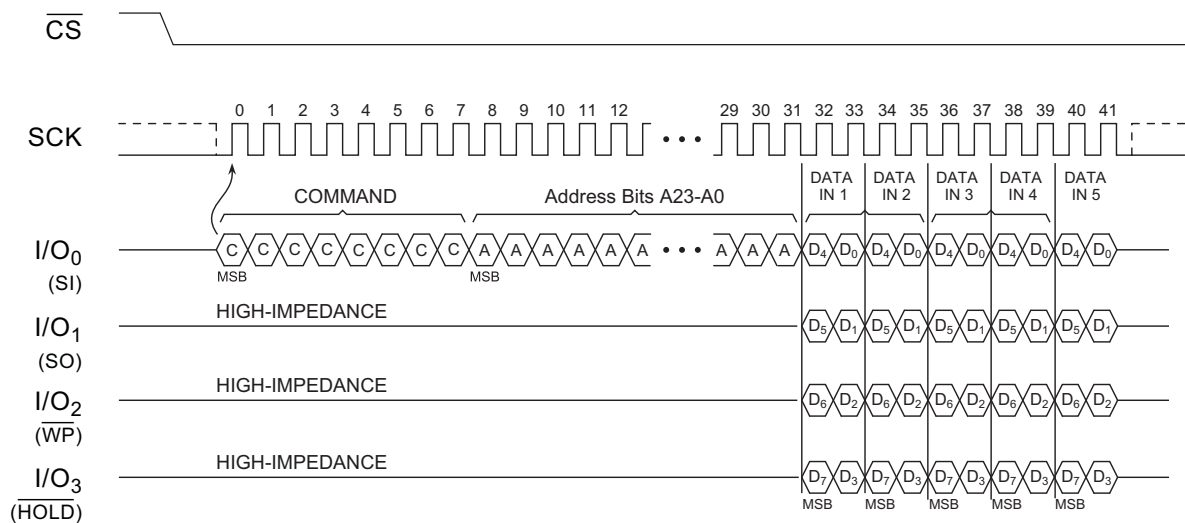 CS
0 1 2 3 4 5 6 7 8 9 10 11 12 29 30 31 32 33 34 35 36 37 38 39 40 41
SCK •••
DATA IN 1 DATA IN 2 DATA IN 3 DATA IN 4 DATA IN 5
COMMAND Address Bits A23-A0
I/O0 (SI) C C C C C C C C A A A A A A ••• A A A D4 D0 D4 D0 D4 D0 D4 D0 D4 D0
MSB MSB
HIGH-IMPEDANCE
I/O1 (SO) D5 D1 D5 D1 D5 D1 D5 D1 D5 D1
HIGH-IMPEDANCE
I/O2 (WP) D6 D2 D6 D2 D6 D2 D6 D2 D6 D2
HIGH-IMPEDANCE
I/O3 (HOLD) D7 D3 D7 D3 D7 D3 D7 D3 D7 D3
MSB MSB MSB MSB MSB